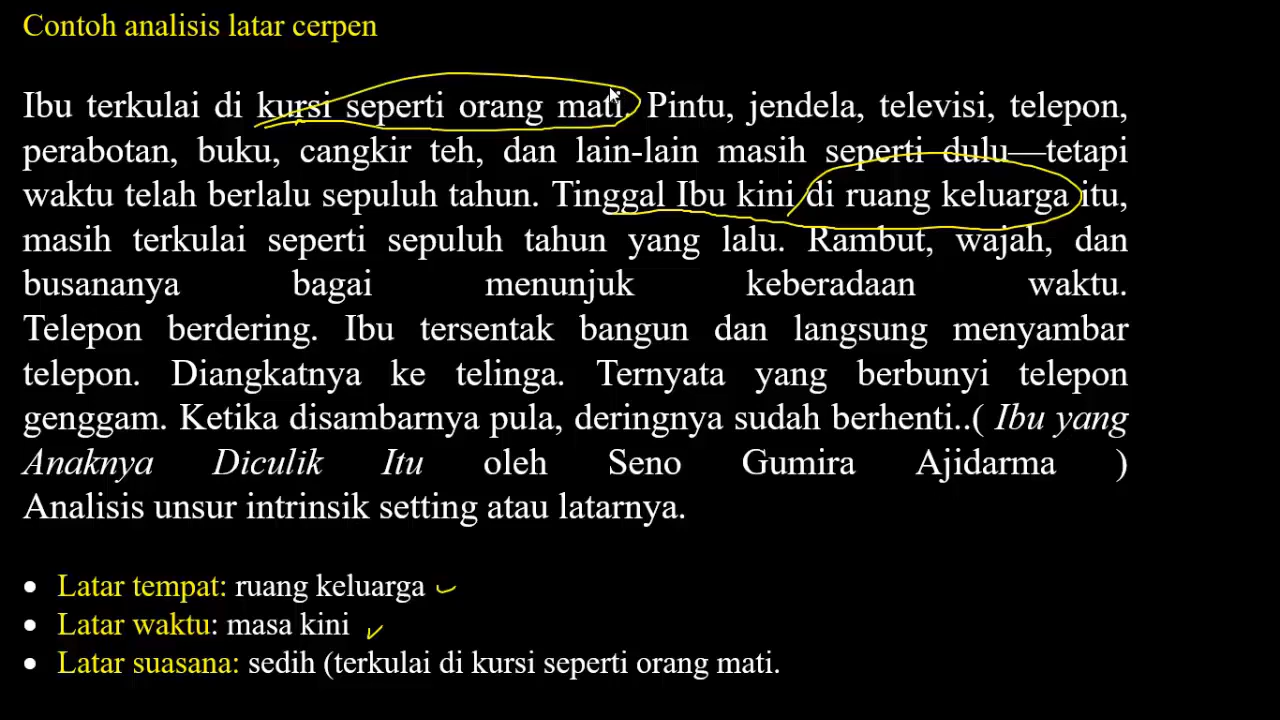 Contoh analisis latar cerpen
Ibu terkulai di kursi seperti orang mati. Pintu, jendela, televisi, telepon,
perabotan, buku, cangkir teh, dan lain-lain masih seperti dulu—tetapi
waktu telah berlalu sepuluh tahun. Tinggal Ibu kini di ruang keluarga itu,
masih terkulai seperti sepuluh tahun yang lalu. Rambut, wajah, dan
busananya bagai menunjuk keberadaan waktu.
Telepon berdering. Ibu tersentak bangun dan langsung menyambar
telepon. Diangkatnya ke telinga. Ternyata yang berbunyi telepon
genggam. Ketika disambarnya pula, deringnya sudah berhenti..( Ibu yang
Anaknya Diculik Itu oleh Seno Gumira Ajidarma )
Analisis unsur intrinsik setting atau latarnya.
• Latar tempat: ruang keluarga
• Latar waktu: masa kini
• Latar suasana: sedih (terkulai di kursi seperti orang mati.